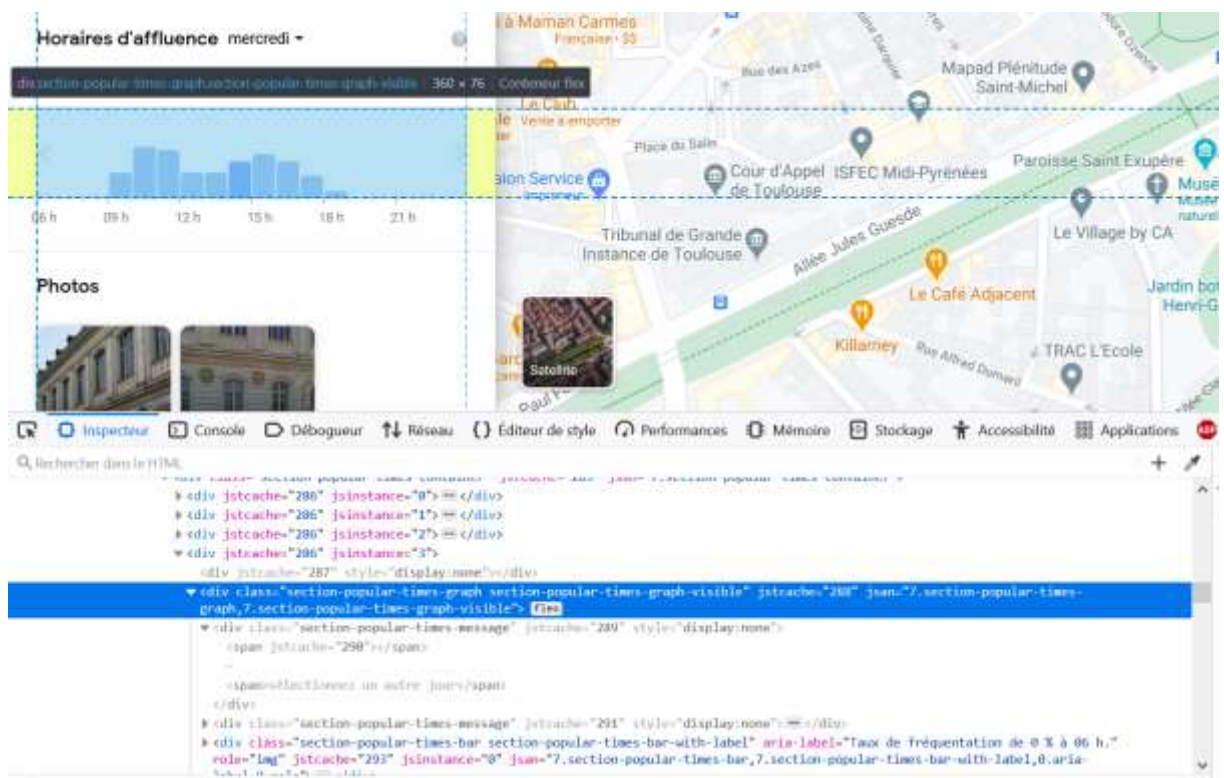 Horaires d'affluence mercredi
div.section-popular-times-graph.section-popular-times-graph-visible 360 × 76 Conteneur flex
06 h 09 h 12 h 15 h 18 h 21 h
Photos
à Maman Carmes
Française · $$
Rue des Azes
Mapad Plénitude
Saint-Michel
Le Club
Vente à emporter
Place du Salin
Cour d'Appel
de Toulouse
ISFEC Midi-Pyrénées
Paroisse Saint Exupère
Service
Imprimeur
Musé
naturel
Le Village by CA
Tribunal de Grande
Instance de Toulouse
Allée Jules Guesde
Le Café Adjacent
Jardin bot
Henri-G
Killarney
Rue Alfred Dumeril
TRAC L'Ecole
Satellite
Paul
Inspecteur Console Débogueur Réseau Éditeur de style Performances Mémoire Stockage Accessibilité Applications
Rechercher dans le HTML
<div jstcache="286" jsinstance="0"></div>
<div jstcache="286" jsinstance="1"></div>
<div jstcache="286" jsinstance="2"></div>
<div jstcache="286" jsinstance="3">
<div jstcache="287" style="display:none"></div>
<div class="section-popular-times-graph section-popular-times-graph-visible" jstcache="288" jsan="7.section-popular-times-
graph,7.section-popular-times-graph-visible"> flex
<div class="section-popular-times-message" jstcache="289" style="display:none">
<span jstcache="290"></span>
<span>sélectionnez un autre jour</span>
</div>
<div class="section-popular-times-message" jstcache="291" style="display:none"></div>
<div class="section-popular-times-bar section-popular-times-bar-with-label" aria-label="Taux de fréquentation de 0 % à 06 h."
role="img" jstcache="293" jsinstance="0" jsan="7.section-popular-times-bar,7.section-popular-times-bar-with-label,0.aria-